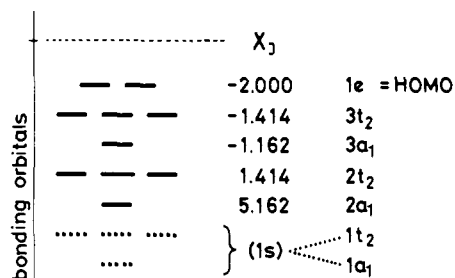 X_J
-2.000 1e = HOMO
-1.414 3t₂
-1.162 3a₁
1.414 2t₂
5.162 2a₁
(1s) 1t₂
1a₁
bonding orbitals